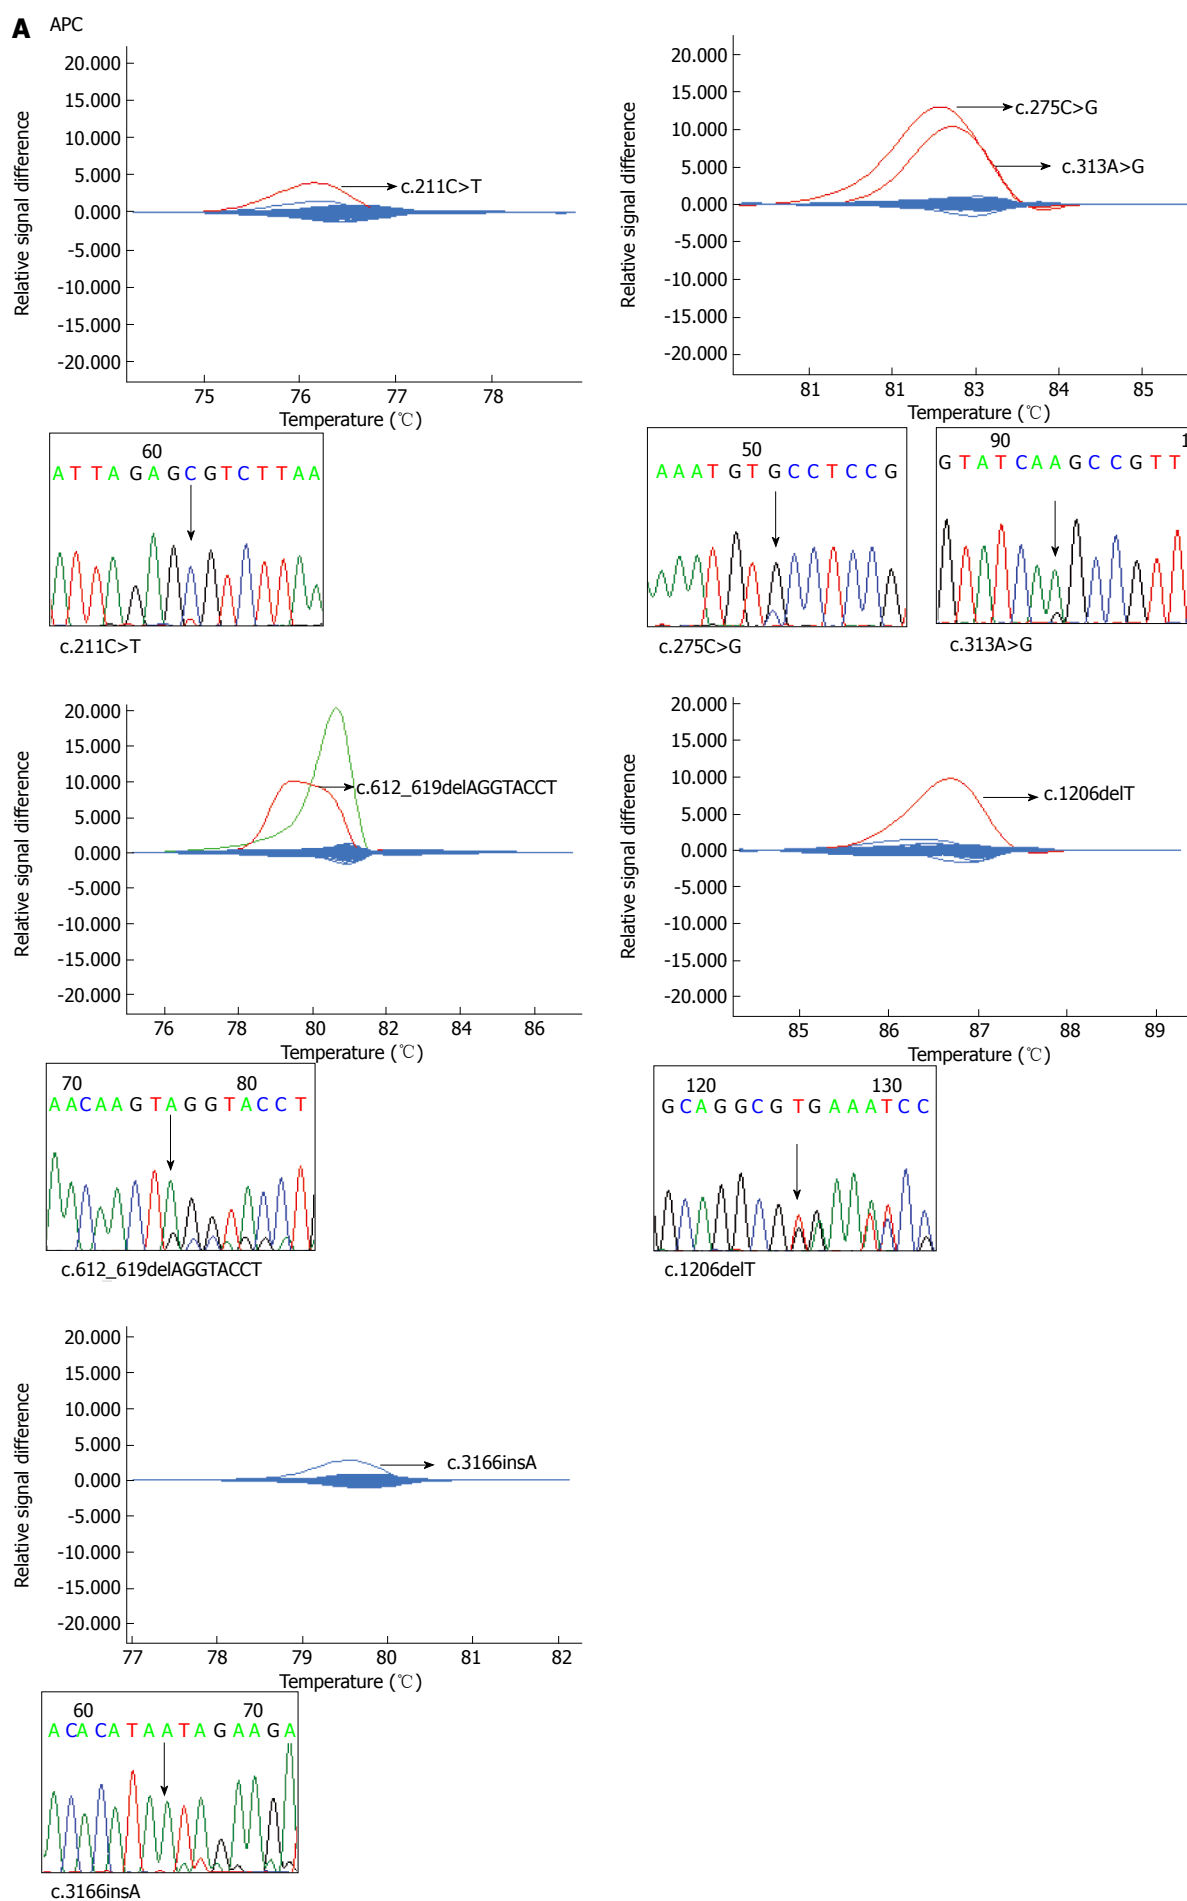 A APC
20.000
15.000
10.000
5.000
0.000
-5.000
-10.000
-15.000
-20.000
Relative signal difference
c.211C>T
75 76 77 78
Temperature (℃)
60
ATTAGAGCGTCTTAA
c.211C>T
20.000
15.000
10.000
5.000
0.000
-5.000
-10.000
-15.000
-20.000
Relative signal difference
c.275C>G
c.313A>G
81 81 83 84 85
Temperature (℃)
50
AAATGTGCCTCCG
c.275C>G
90 1
GTATCAAGCCGTT
c.313A>G
20.000
15.000
10.000
5.000
0.000
-5.000
-10.000
-15.000
-20.000
Relative signal difference
c.612_619delAGGTACCT
76 78 80 82 84 86
Temperature (℃)
70 80
AACAAGTAGGTACCT
c.612_619delAGGTACCT
20.000
15.000
10.000
5.000
0.000
-5.000
-10.000
-15.000
-20.000
Relative signal difference
c.1206delT
85 86 87 88 89
Temperature (℃)
120 130
GCAGGCGTGAAATCC
c.1206delT
20.000
15.000
10.000
5.000
0.000
-5.000
-10.000
-15.000
-20.000
Relative signal difference
c.3166insA
77 78 79 80 81 82
Temperature (℃)
60 70
ACACATAATAGAAGA
c.3166insA